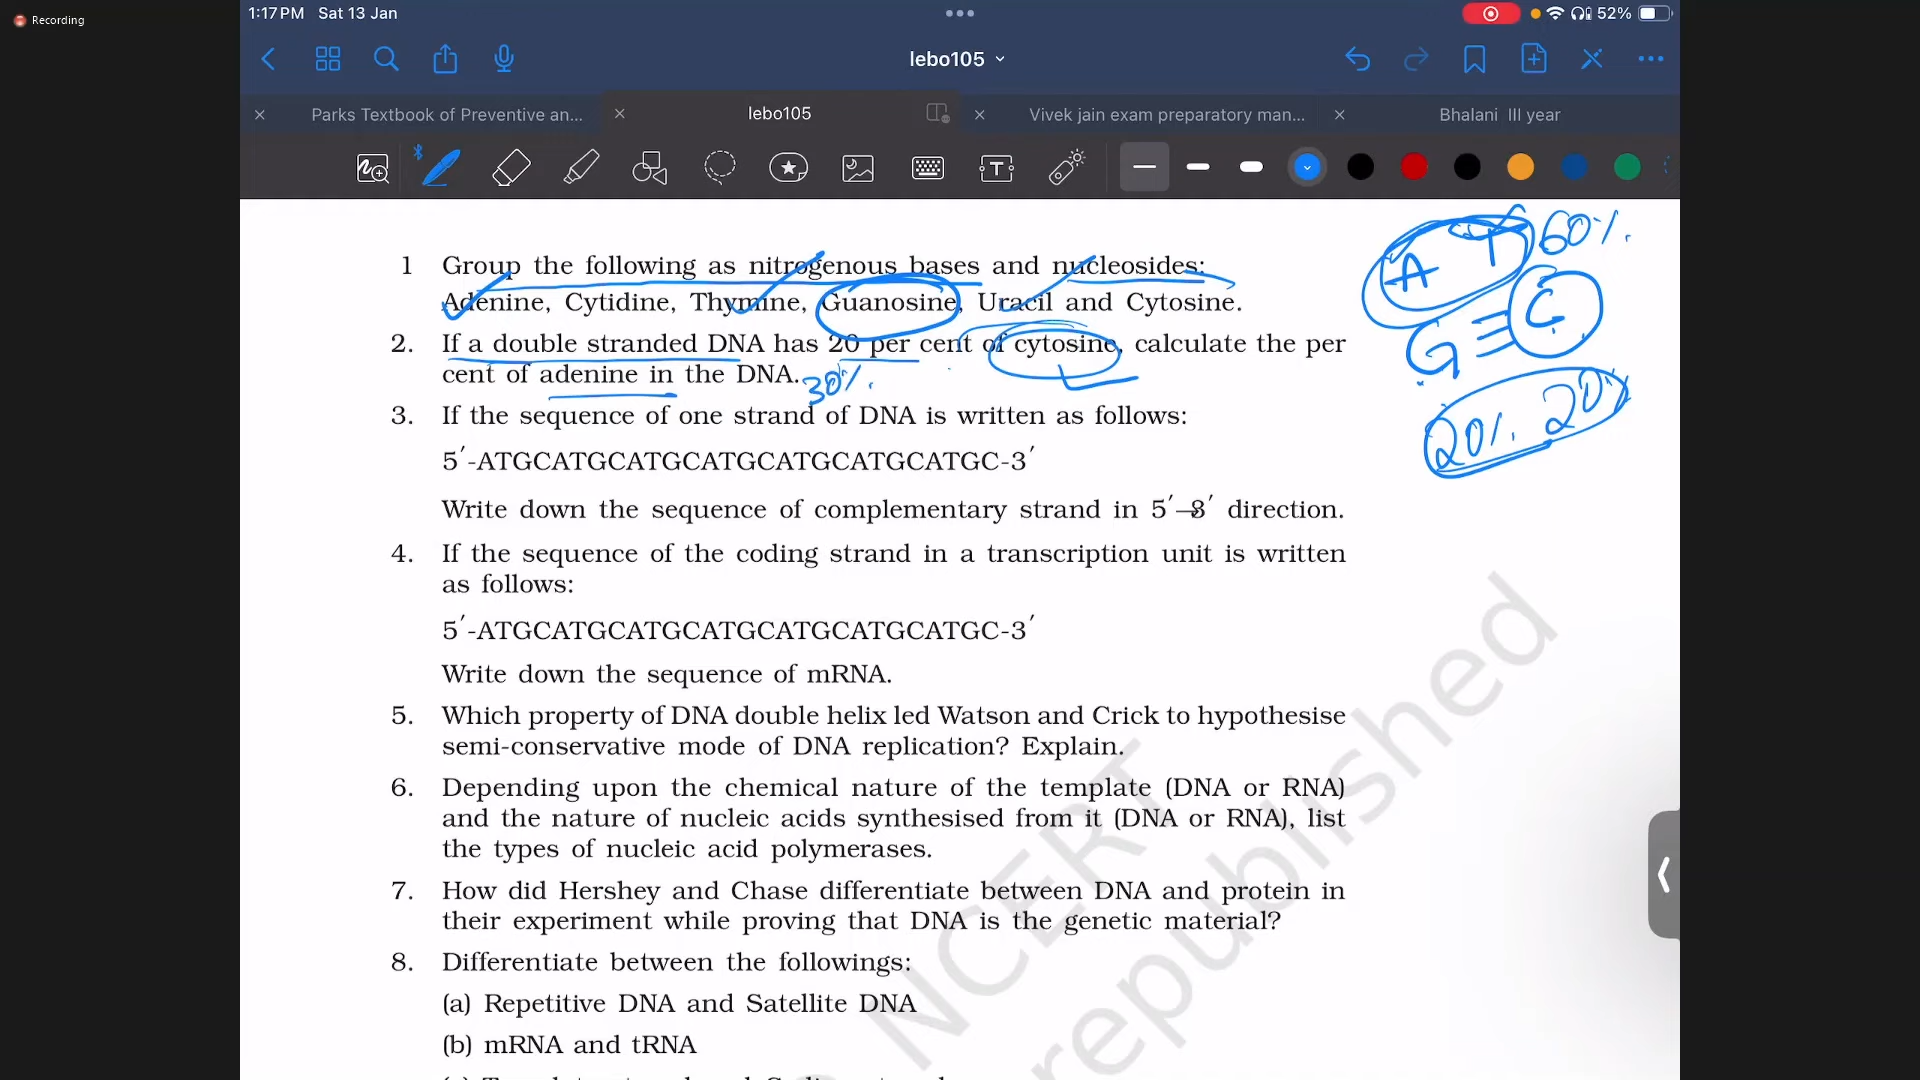 Recording
1:17 PM Sat 13 Jan
52%
lebo105
Parks Textbook of Preventive an...
lebo105
Vivek jain exam preparatory man...
Bhalani III year
1 Group the following as nitrogenous bases and nucleosides:
Adenine, Cytidine, Thymine, Guanosine, Uracil and Cytosine.
2. If a double stranded DNA has 20 per cent of cytosine, calculate the per
cent of adenine in the DNA.
30%.
3. If the sequence of one strand of DNA is written as follows:
5′-ATGCATGCATGCATGCATGCATGCATGC-3′
Write down the sequence of complementary strand in 5′→3′ direction.
4. If the sequence of the coding strand in a transcription unit is written
as follows:
5′-ATGCATGCATGCATGCATGCATGCATGC-3′
Write down the sequence of mRNA.
5. Which property of DNA double helix led Watson and Crick to hypothesise
semi-conservative mode of DNA replication? Explain.
6. Depending upon the chemical nature of the template (DNA or RNA)
and the nature of nucleic acids synthesised from it (DNA or RNA), list
the types of nucleic acid polymerases.
7. How did Hershey and Chase differentiate between DNA and protein in
their experiment while proving that DNA is the genetic material?
8. Differentiate between the followings:
(a) Repetitive DNA and Satellite DNA
(b) mRNA and tRNA
A T 60%.
G≡C
20%. 20%
NCERT
republished